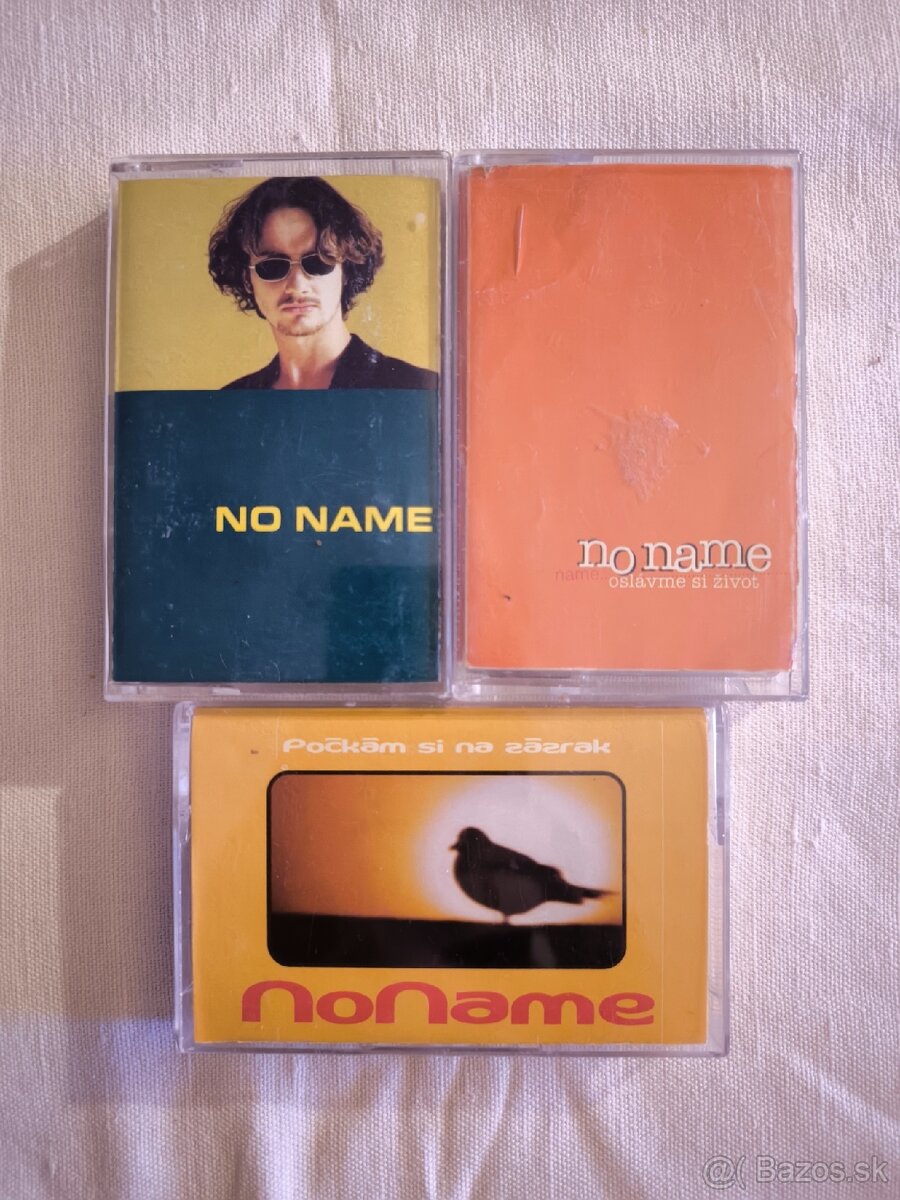 NO NAME
no name
name...
oslávme si život
Počkám si na zázrak
NoName
@( Bazos.sk